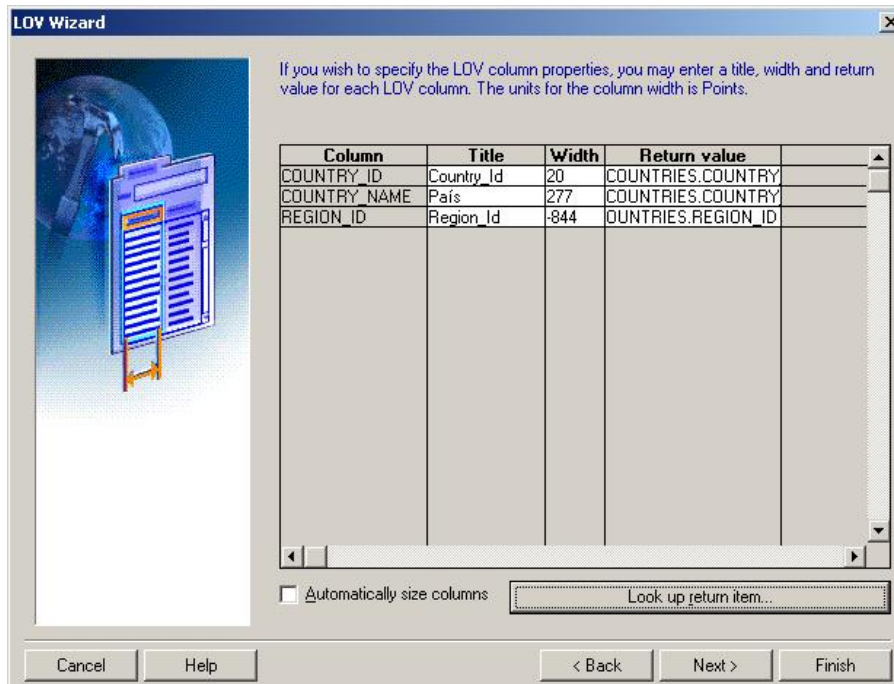 LOV Wizard
If you wish to specify the LOV column properties, you may enter a title, width and return
value for each LOV column. The units for the column width is Points.
Column Title Width Return value
COUNTRY_ID Country_Id 20 COUNTRIES.COUNTRY
COUNTRY_NAME País 277 COUNTRIES.COUNTRY
REGION_ID Region_Id -844 OUNTRIES.REGION_ID
Automatically size columns Look up return item...
Cancel Help < Back Next > Finish